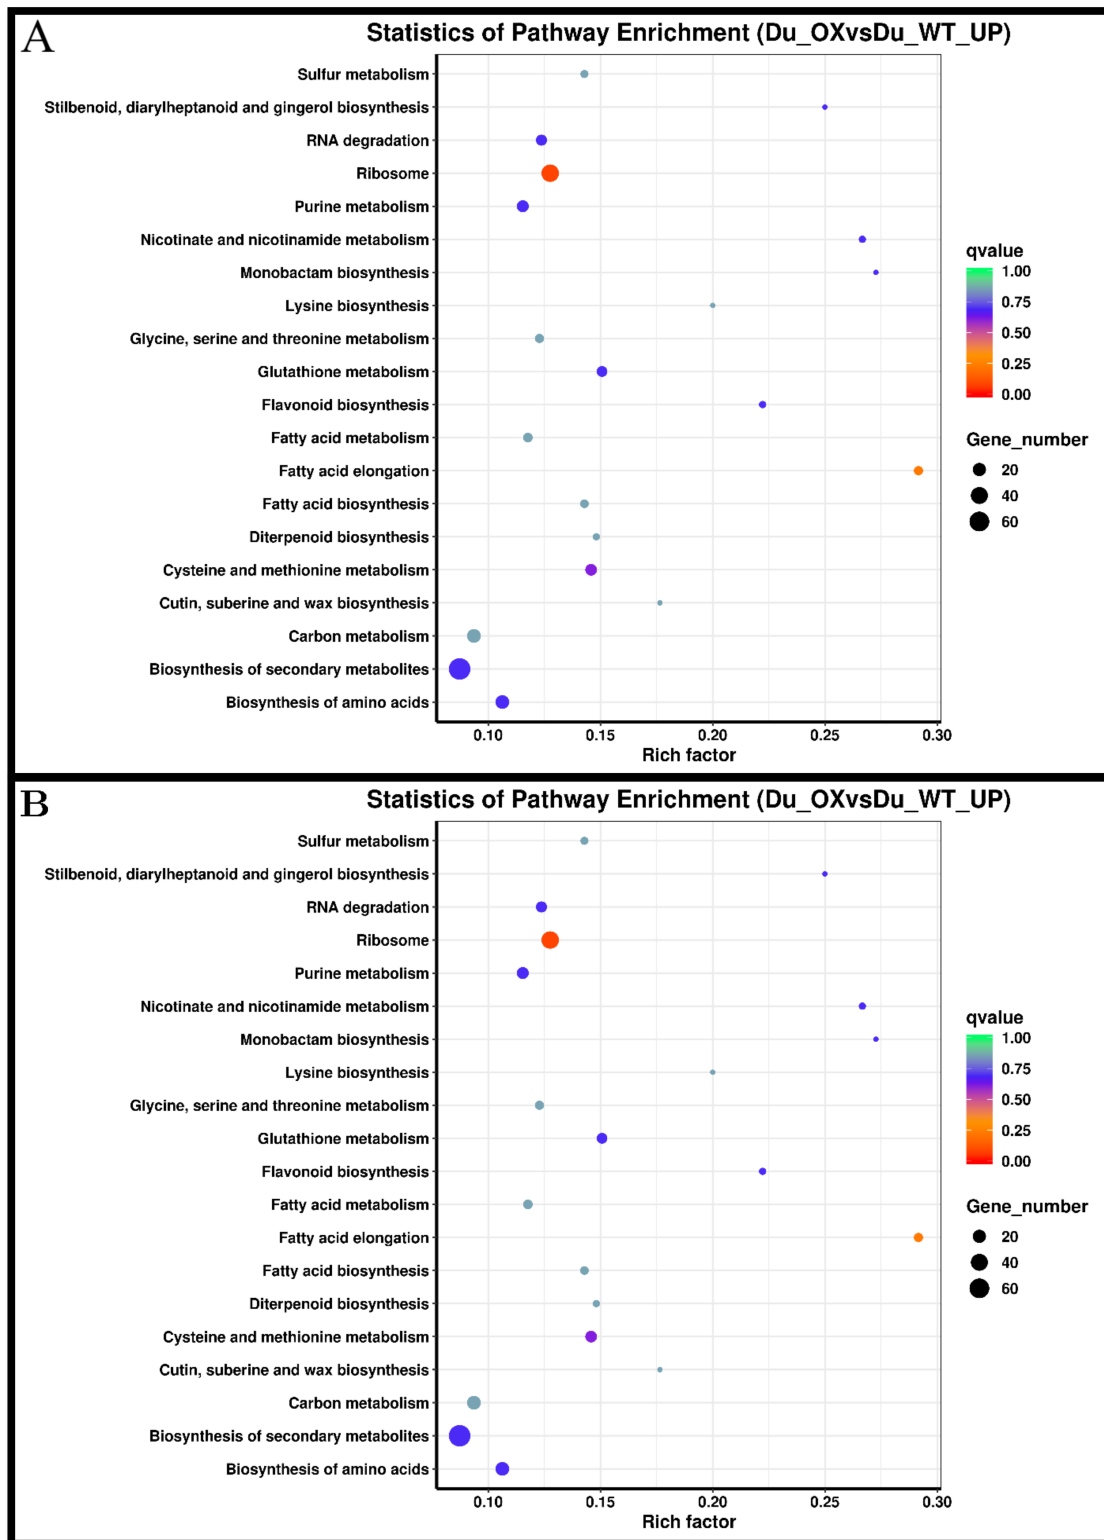 A
Statistics of Pathway Enrichment (Du_OXvsDu_WT_UP)
Sulfur metabolism
Stilbenoid, diarylheptanoid and gingerol biosynthesis
RNA degradation
Ribosome
Purine metabolism
Nicotinate and nicotinamide metabolism
Monobactam biosynthesis
Lysine biosynthesis
Glycine, serine and threonine metabolism
Glutathione metabolism
Flavonoid biosynthesis
Fatty acid metabolism
Fatty acid elongation
Fatty acid biosynthesis
Diterpenoid biosynthesis
Cysteine and methionine metabolism
Cutin, suberine and wax biosynthesis
Carbon metabolism
Biosynthesis of secondary metabolites
Biosynthesis of amino acids
0.10 0.15 0.20 0.25 0.30
Rich factor
qvalue
1.00
0.75
0.50
0.25
0.00
Gene_number
20
40
60
B
Statistics of Pathway Enrichment (Du_OXvsDu_WT_UP)
Sulfur metabolism
Stilbenoid, diarylheptanoid and gingerol biosynthesis
RNA degradation
Ribosome
Purine metabolism
Nicotinate and nicotinamide metabolism
Monobactam biosynthesis
Lysine biosynthesis
Glycine, serine and threonine metabolism
Glutathione metabolism
Flavonoid biosynthesis
Fatty acid metabolism
Fatty acid elongation
Fatty acid biosynthesis
Diterpenoid biosynthesis
Cysteine and methionine metabolism
Cutin, suberine and wax biosynthesis
Carbon metabolism
Biosynthesis of secondary metabolites
Biosynthesis of amino acids
0.10 0.15 0.20 0.25 0.30
Rich factor
qvalue
1.00
0.75
0.50
0.25
0.00
Gene_number
20
40
60